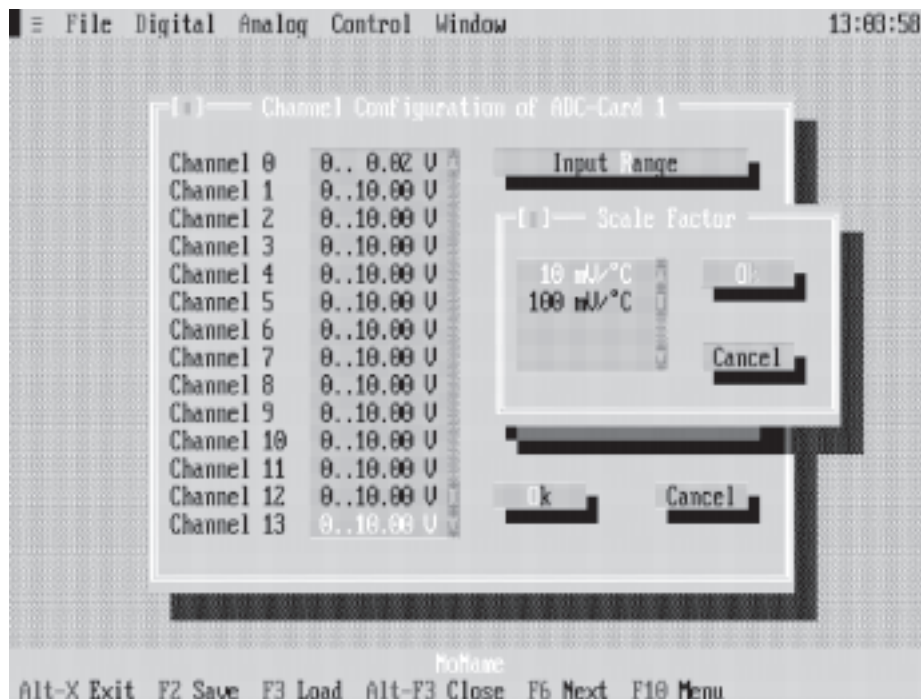 ≡ File Digital Analog Control Window 13:03:58
Channel Configuration of ADC-Card 1
Channel 0 0.. 0.02 V
Channel 1 0..10.00 V
Channel 2 0..10.00 V
Channel 3 0..10.00 V
Channel 4 0..10.00 V
Channel 5 0..10.00 V
Channel 6 0..10.00 V
Channel 7 0..10.00 V
Channel 8 0..10.00 V
Channel 9 0..10.00 V
Channel 10 0..10.00 V
Channel 11 0..10.00 V
Channel 12 0..10.00 V
Channel 13 0..10.00 V
Input Range
Scale Factor
10 mV/°C
100 mV/°C
Ok
Cancel
Ok Cancel
NoName
Alt-X Exit F2 Save F3 Load Alt-F3 Close F6 Next F10 Menu